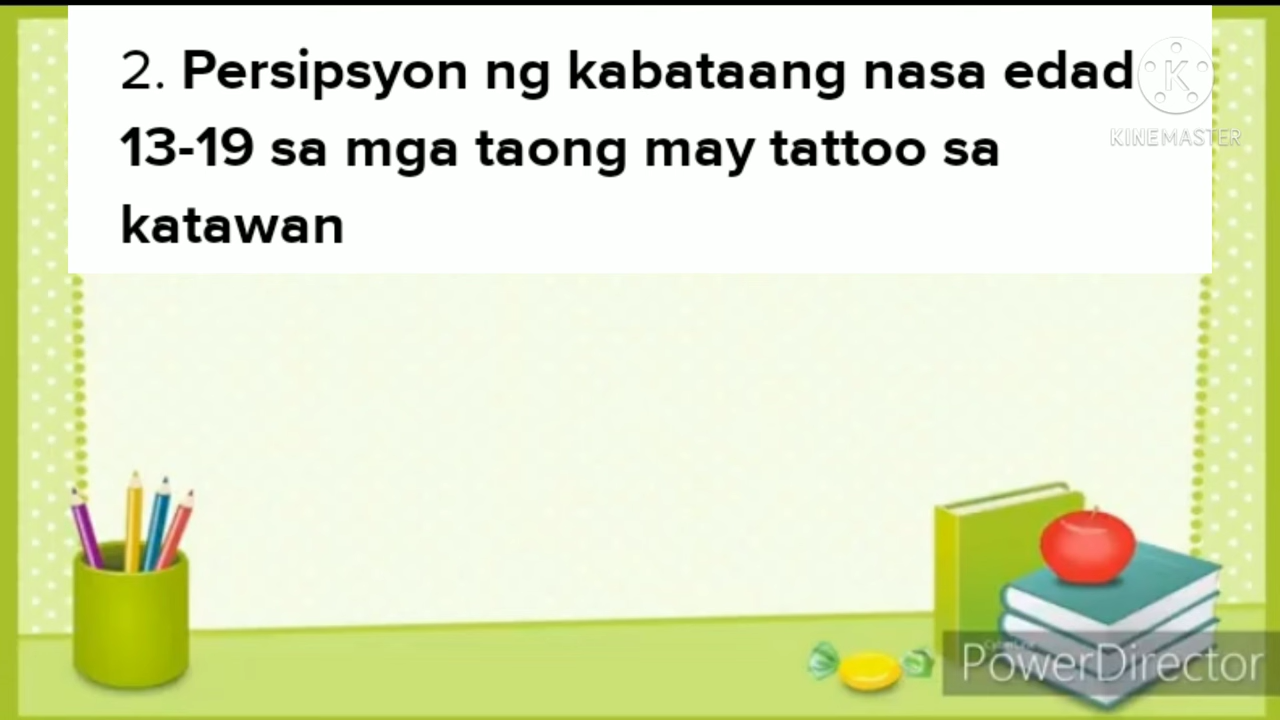 2. Persipsyon ng kabataang nasa edad
13-19 sa mga taong may tattoo sa
katawan
K
KINEMASTER
PowerDirector